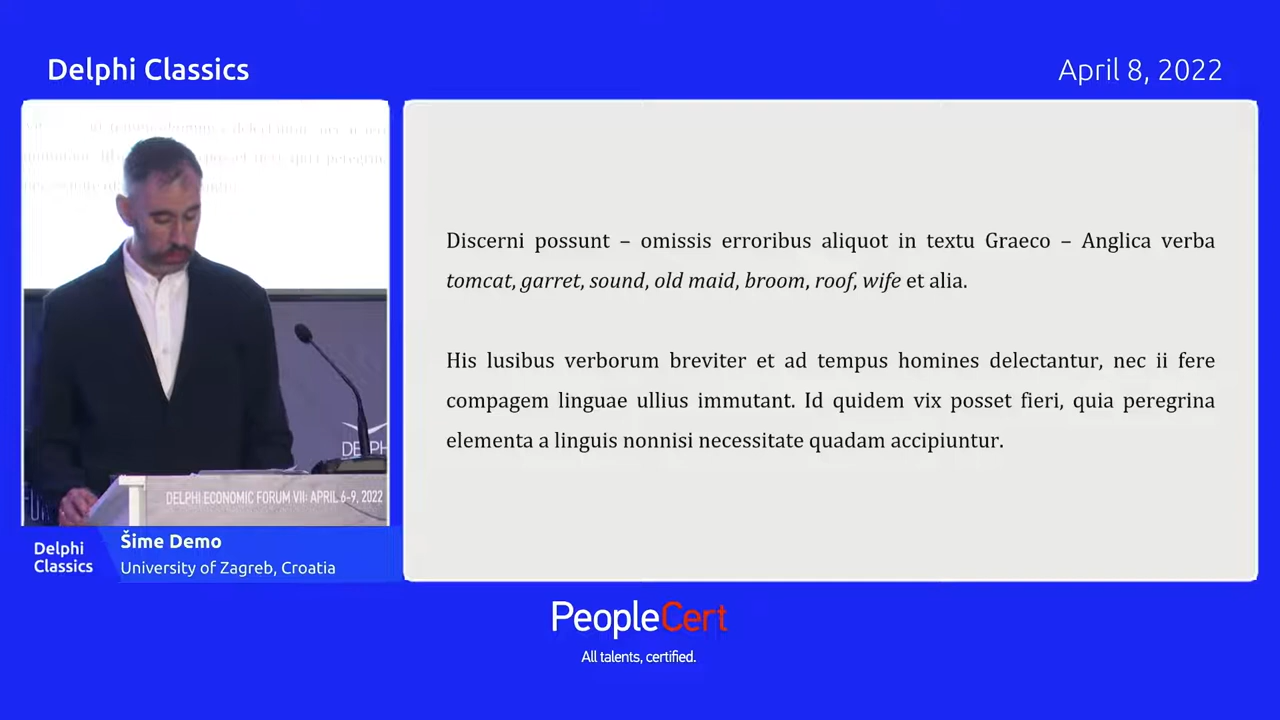 Delphi Classics
April 8, 2022
Discerni possunt – omissis erroribus aliquot in textu Graeco – Anglica verba
tomcat, garret, sound, old maid, broom, roof, wife et alia.
His lusibus verborum breviter et ad tempus homines delectantur, nec ii fere
compagem linguae ullius immutant. Id quidem vix posset fieri, quia peregrina
elementa a linguis nonnisi necessitate quadam accipiuntur.
DELPH
DELPHI ECONOMIC FORUM VII: APRIL 6-9, 2022
Delphi
Classics
Šime Demo
University of Zagreb, Croatia
PeopleCert
All talents, certified.